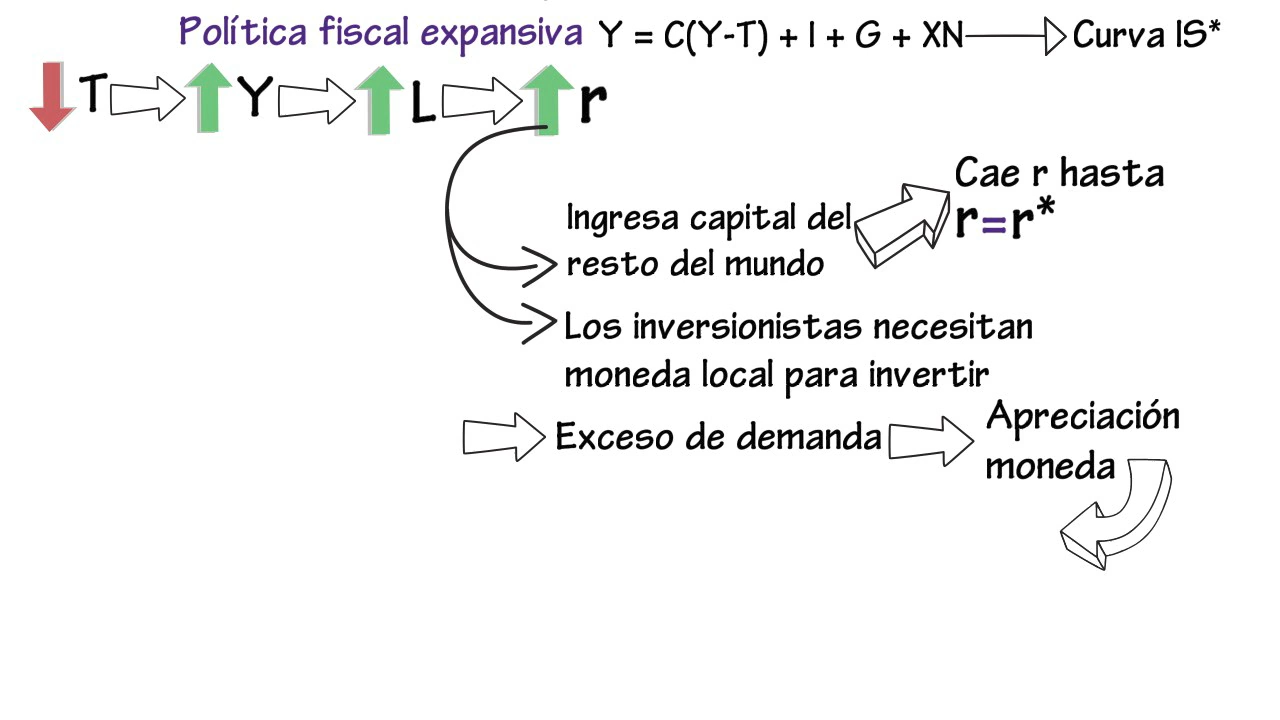 Política fiscal expansiva Y = C(Y-T) + I + G + XN Curva IS*
T Y L r
Cae r hasta
r=r*
Ingresa capital del
resto del mundo
Los inversionistas necesitan
moneda local para invertir
Exceso de demanda
Apreciación
moneda